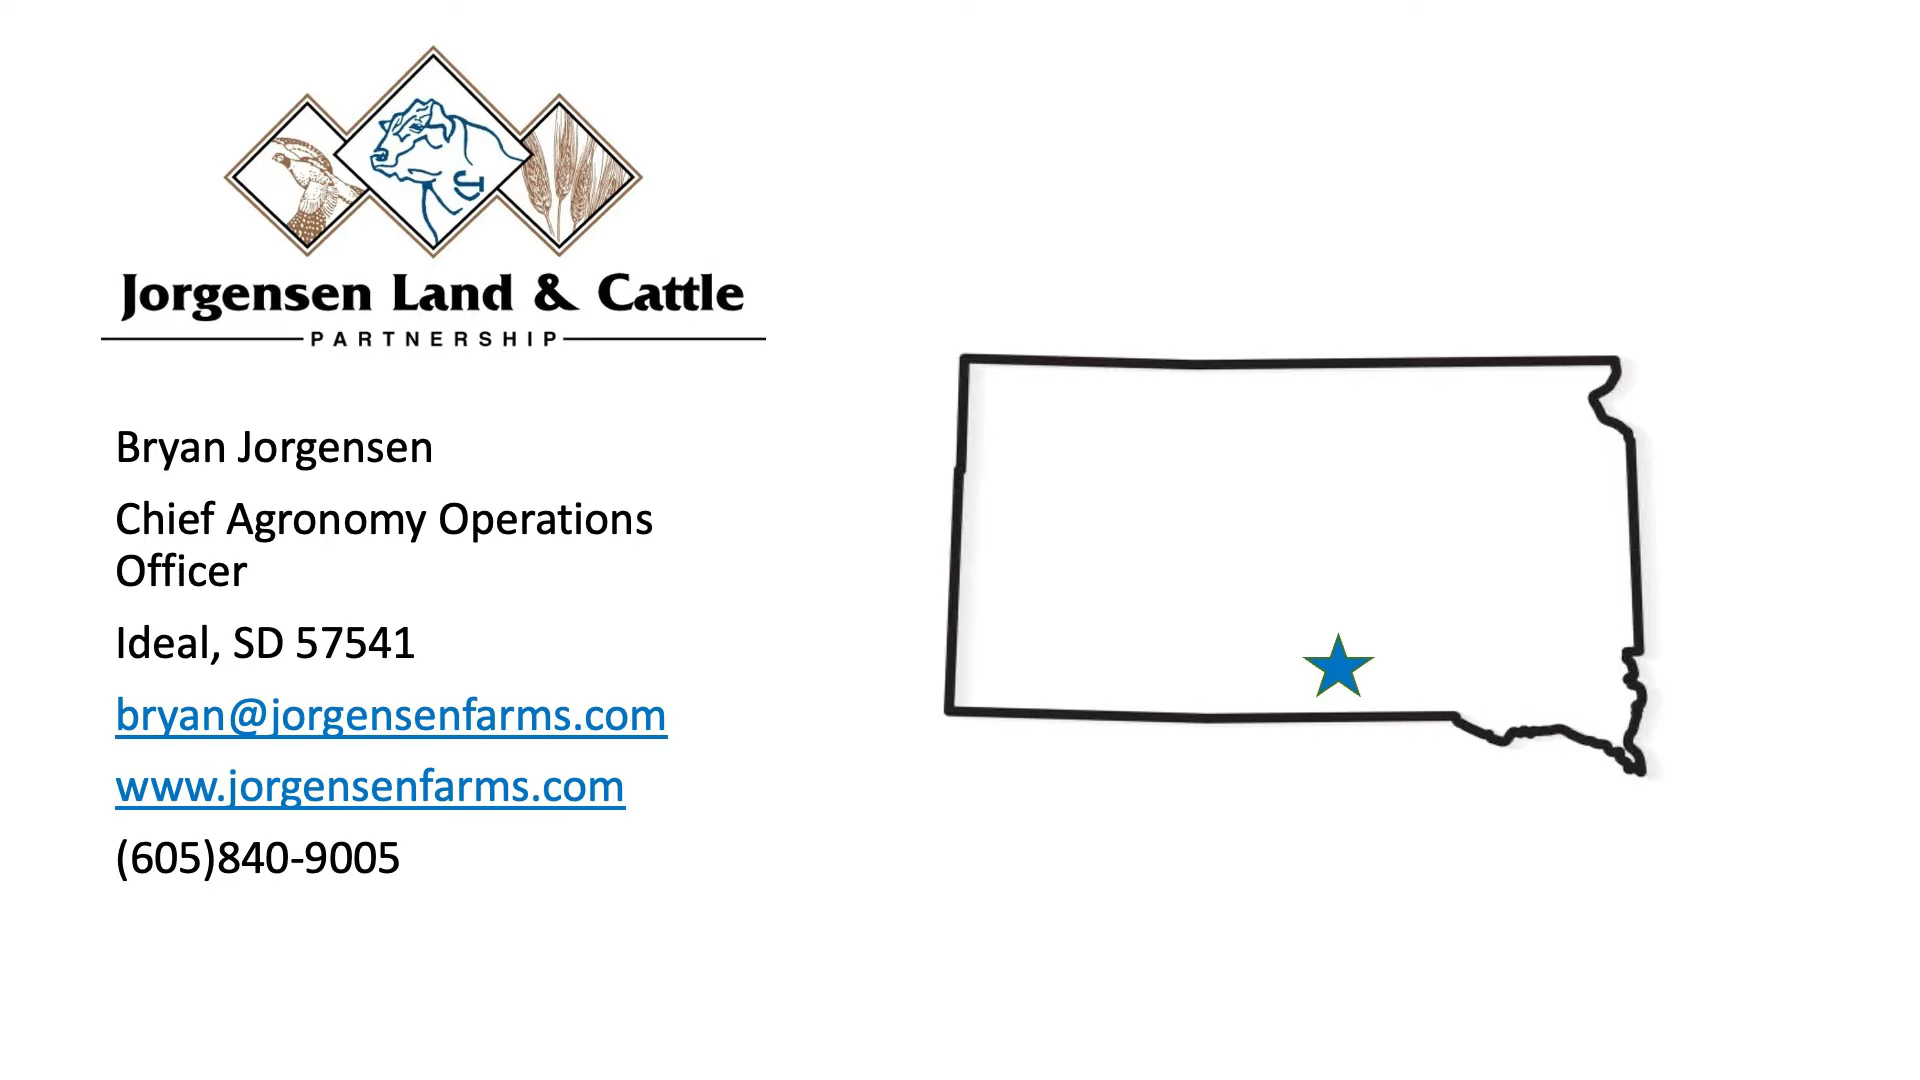 J
Jorgensen Land & Cattle
PARTNERSHIP
Bryan Jorgensen
Chief Agronomy Operations
Officer
Ideal, SD 57541
bryan@jorgensenfarms.com
www.jorgensenfarms.com
(605)840-9005